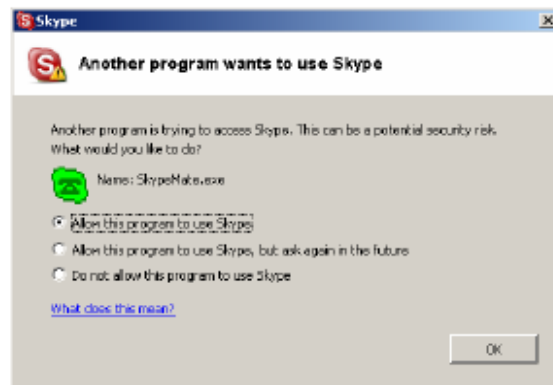 Skype
Another program wants to use Skype
Another program is trying to access Skype. This can be a potential security risk.
What would you like to do?
Name: SkypeMate.exe
Allow this program to use Skype
Allow this program to use Skype, but ask again in the future
Do not allow this program to use Skype
What does this mean?
OK